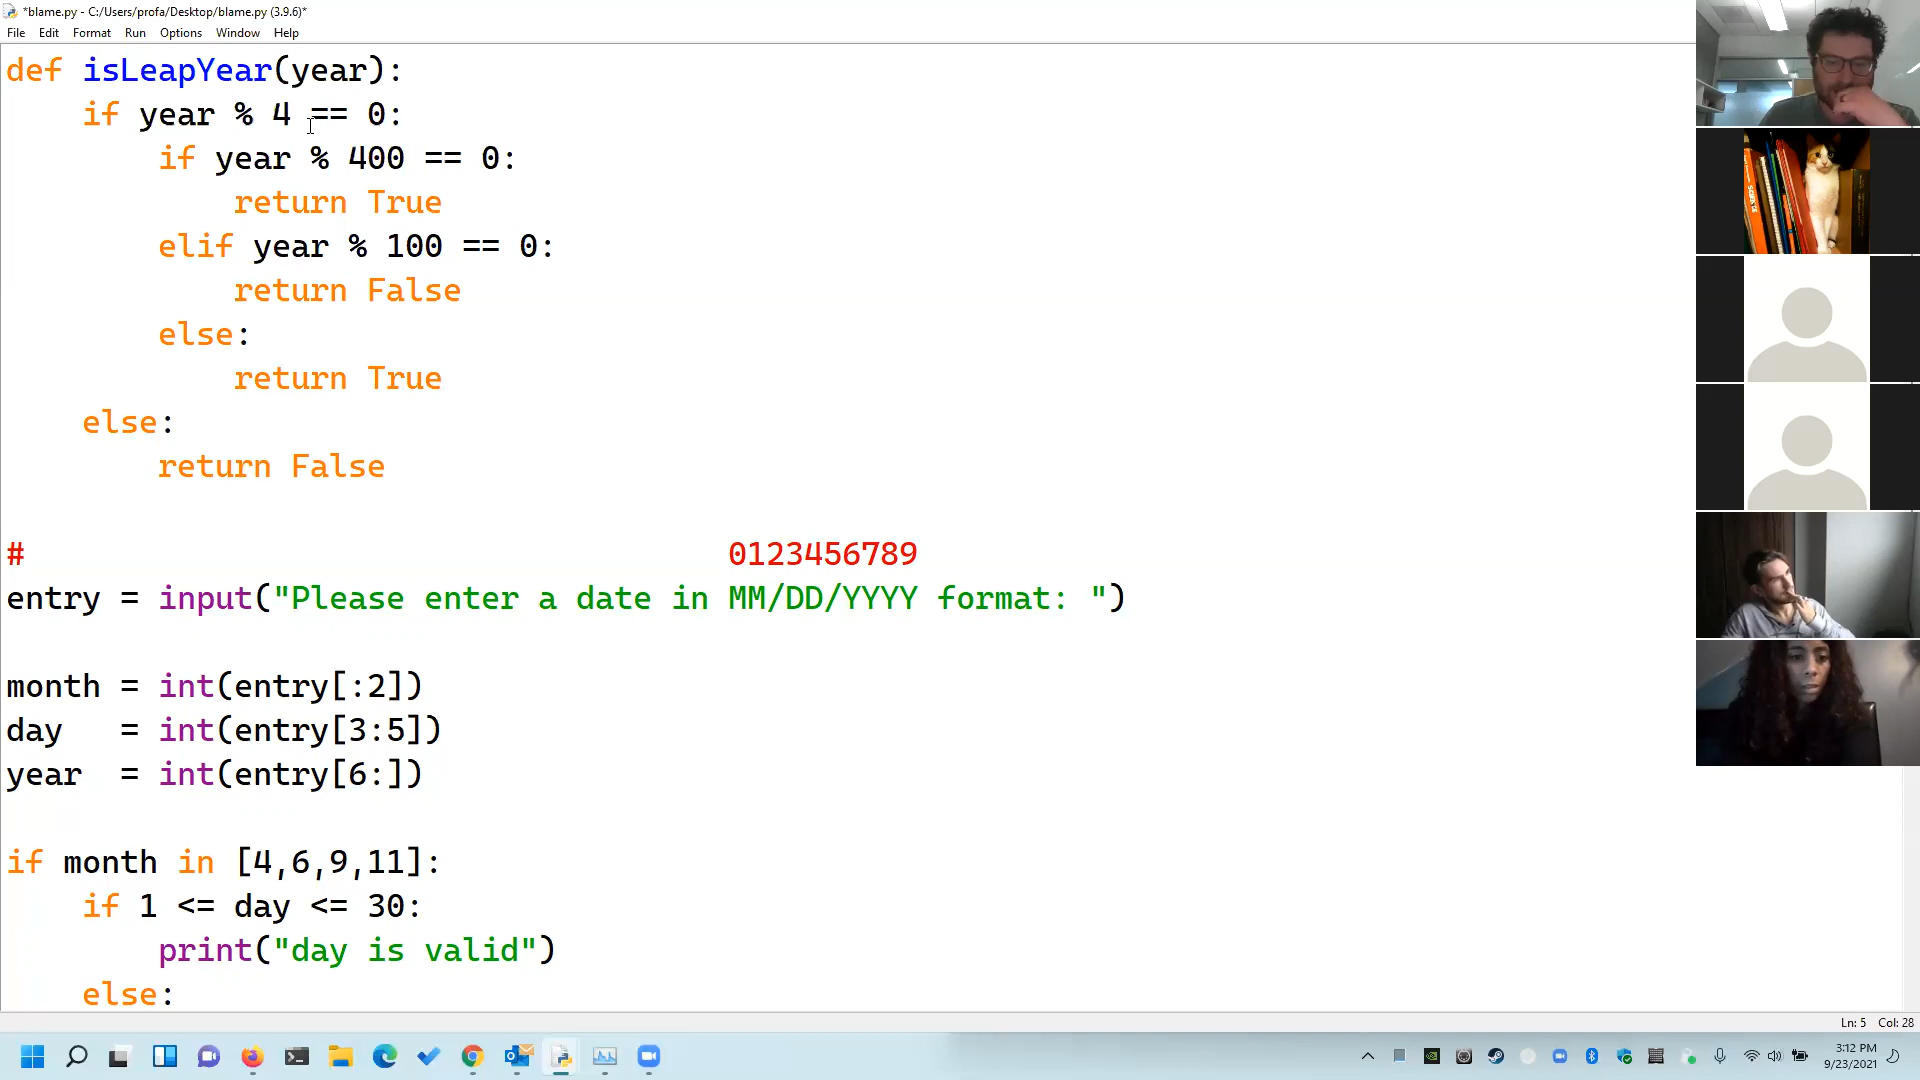 *blame.py - C:/Users/profa/Desktop/blame.py (3.9.6)*
File Edit Format Run Options Window Help
def isLeapYear(year):
    if year % 4 == 0:
        if year % 400 == 0:
            return True
        elif year % 100 == 0:
            return False
        else:
            return True
    else:
        return False
#                                     0123456789
entry = input("Please enter a date in MM/DD/YYYY format: ")
month = int(entry[:2])
day   = int(entry[3:5])
year  = int(entry[6:])
if month in [4,6,9,11]:
    if 1 <= day <= 30:
        print("day is valid")
    else:
Ln: 5 Col: 28
3:12 PM
9/23/2021